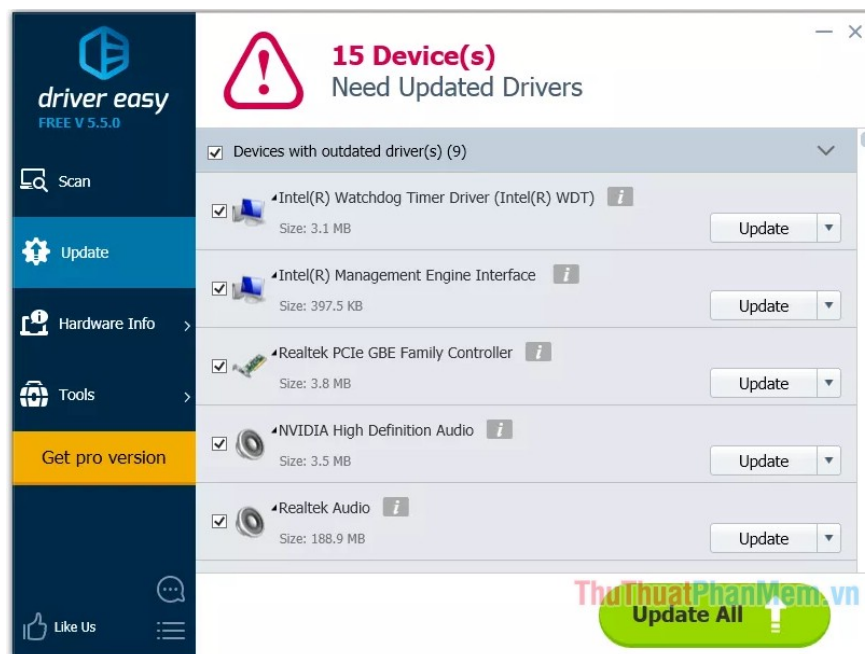 driver easy
FREE V 5.5.0
Scan
Update
Hardware Info
Tools
Get pro version
Like Us
15 Device(s)
Need Updated Drivers
Devices with outdated driver(s) (9)
Intel(R) Watchdog Timer Driver (Intel(R) WDT) i
Size: 3.1 MB
Update
Intel(R) Management Engine Interface i
Size: 397.5 KB
Update
Realtek PCIe GBE Family Controller i
Size: 3.8 MB
Update
NVIDIA High Definition Audio i
Size: 3.5 MB
Update
Realtek Audio i
Size: 188.9 MB
Update
ThuThuatPhanMem.vn
Update All